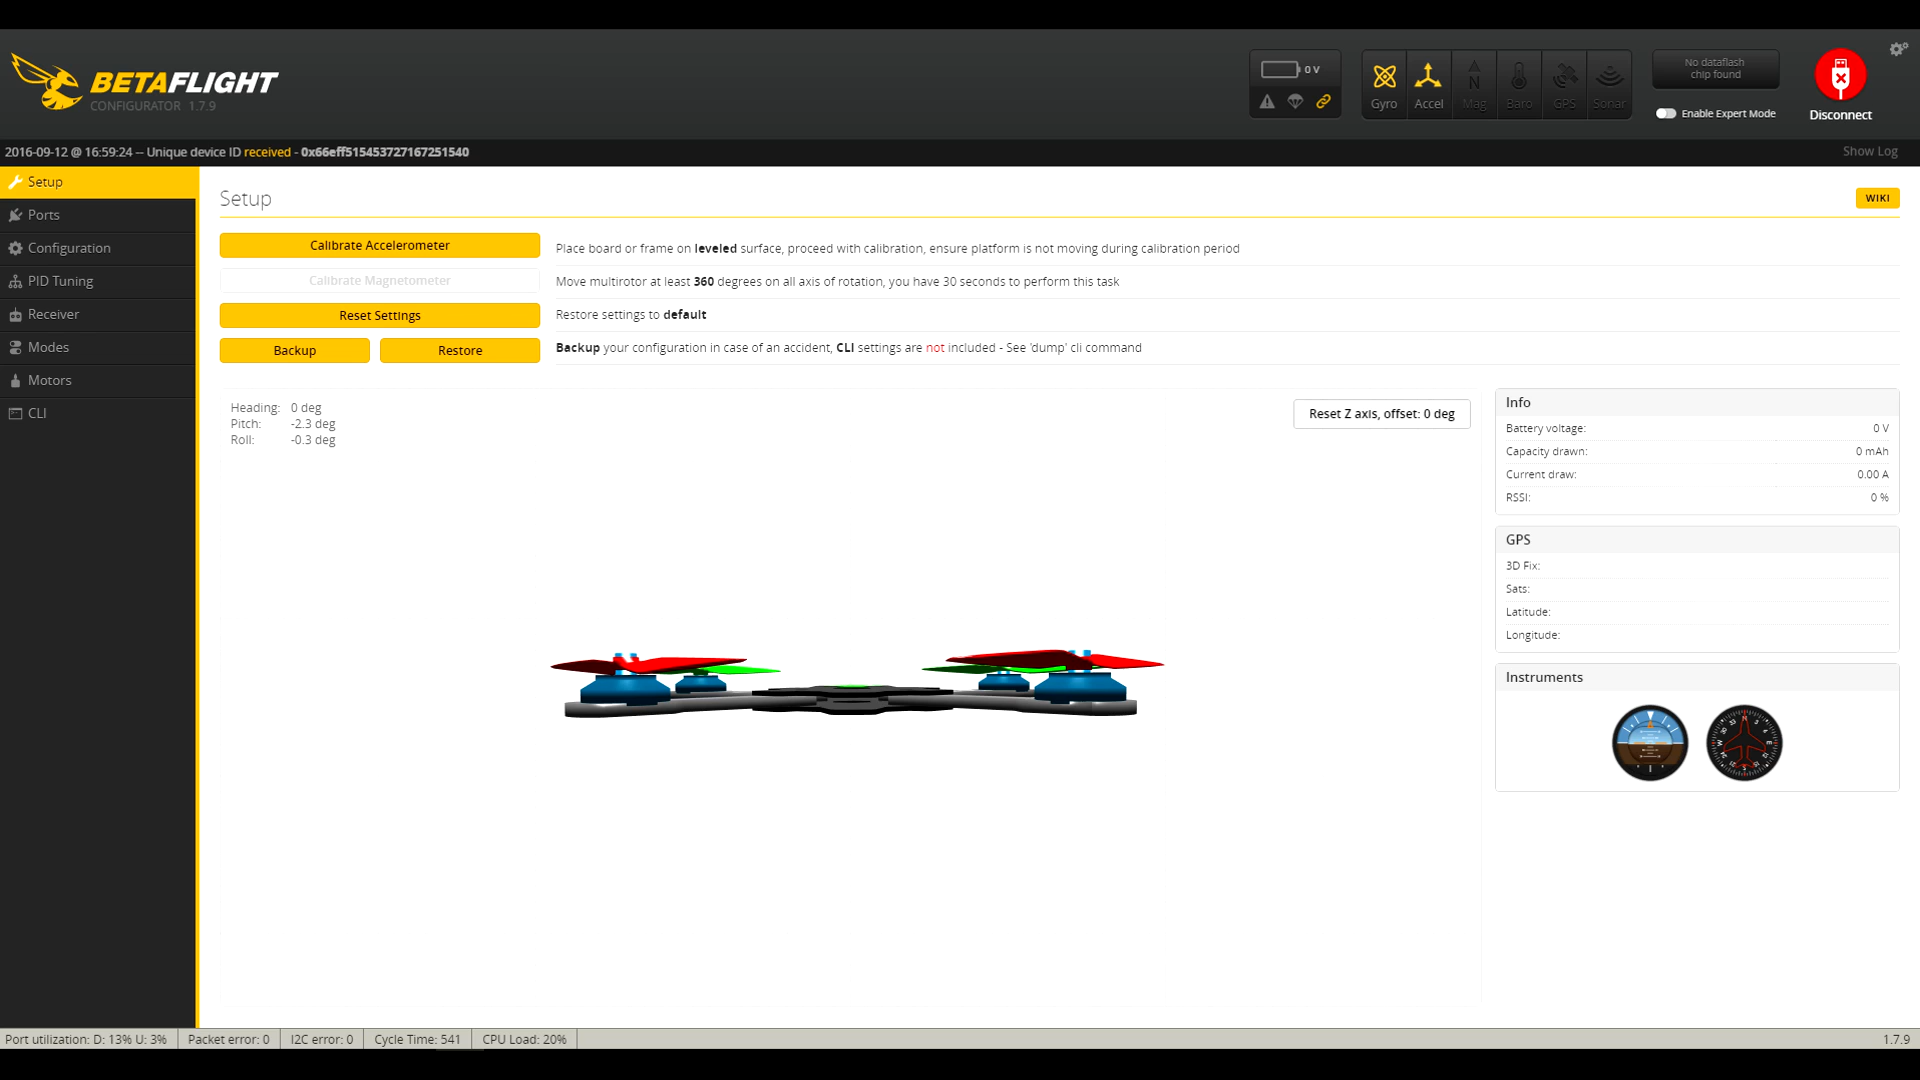 BETAFLIGHT
CONFIGURATOR 1.7.9
0 V
Gyro
Accel
Mag
Baro
GPS
Sonar
No dataflash
chip found
Enable Expert Mode
Disconnect
2016-09-12 @ 16:59:24 -- Unique device ID received - 0x66eff515453727167251540
Show Log
Setup
Ports
Configuration
PID Tuning
Receiver
Modes
Motors
CLI
Setup
WIKI
Calibrate Accelerometer
Place board or frame on leveled surface, proceed with calibration, ensure platform is not moving during calibration period
Calibrate Magnetometer
Move multirotor at least 360 degrees on all axis of rotation, you have 30 seconds to perform this task
Reset Settings
Restore settings to default
Backup
Restore
Backup your configuration in case of an accident, CLI settings are not included - See 'dump' cli command
Heading: 0 deg
Pitch: -2.3 deg
Roll: -0.3 deg
Reset Z axis, offset: 0 deg
Info
Battery voltage: 0 V
Capacity drawn: 0 mAh
Current draw: 0.00 A
RSSI: 0 %
GPS
3D Fix:
Sats:
Latitude:
Longitude:
Instruments
Port utilization: D: 13% U: 3%
Packet error: 0
I2C error: 0
Cycle Time: 541
CPU Load: 20%
1.7.9